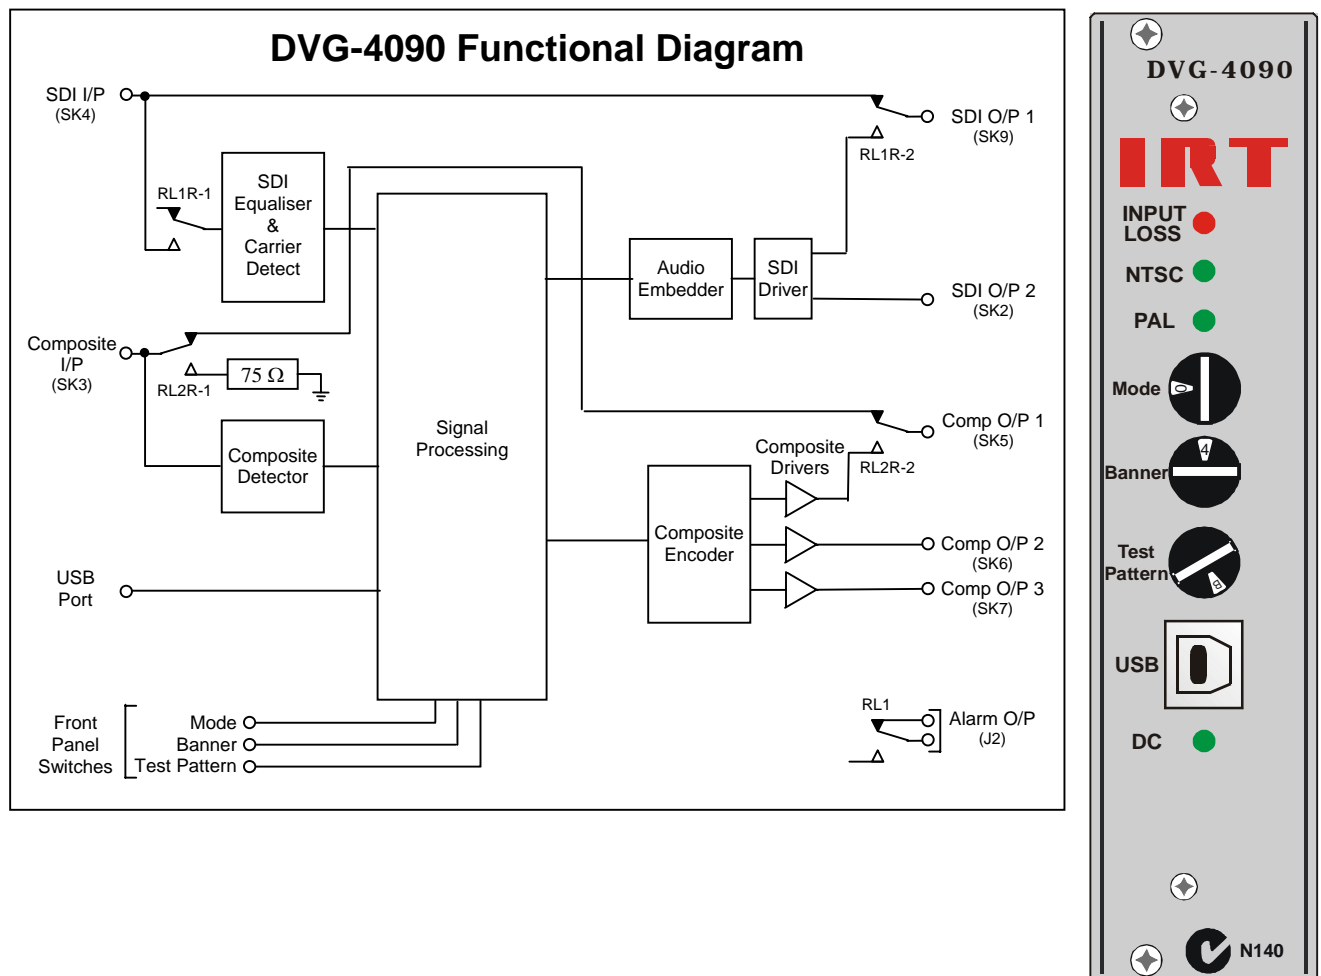 DVG-4090 Functional Diagram
SDI I/P
(SK4)
SDI O/P 1
(SK9)
RL1R-2
RL1R-1
SDI
Equaliser
&
Carrier
Detect
Audio
Embedder
SDI
Driver
SDI O/P 2
(SK2)
Composite
I/P
(SK3)
RL2R-1
75 Ω
Composite
Detector
Signal
Processing
Comp O/P 1
(SK5)
RL2R-2
Composite
Drivers
Composite
Encoder
Comp O/P 2
(SK6)
Comp O/P 3
(SK7)
USB
Port
Front
Panel
Switches
Mode
Banner
Test Pattern
RL1
Alarm O/P
(J2)
DVG-4090
IRT
INPUT
LOSS
NTSC
PAL
Mode
0
Banner
4
Test
Pattern
8
USB
DC
N140